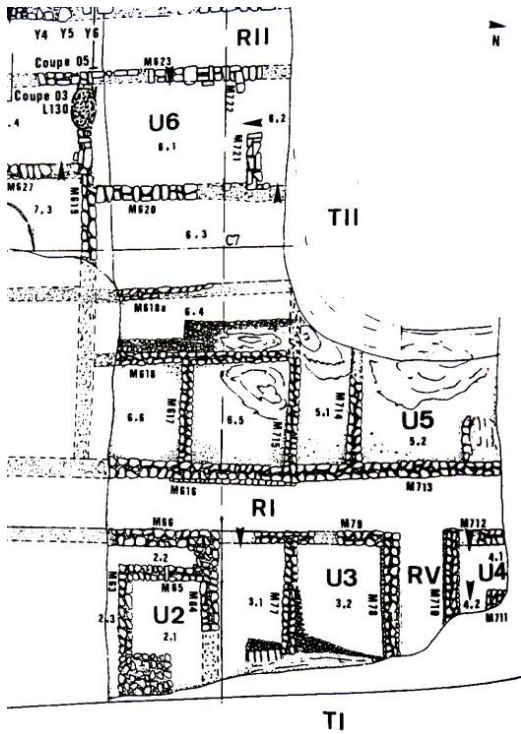 Y4 Y5 Y6
M623
RII
N
Coupe 05
Coupe 03
L130
M722
.4
U6
6.1
M721
6.2
M627
M619
M620
7.3
TII
6.3
C7
M618a
6.4
M618
6.6
M617
6.5
M715
5.1
M714
U5
5.2
M616
M713
RI
M66
M79
M712
2.2
4.1
M63
M65
M64
U3
RV
U4
2.3
U2
3.1
M77
3.2
M78
M710
4.2
2.1
M711
TI